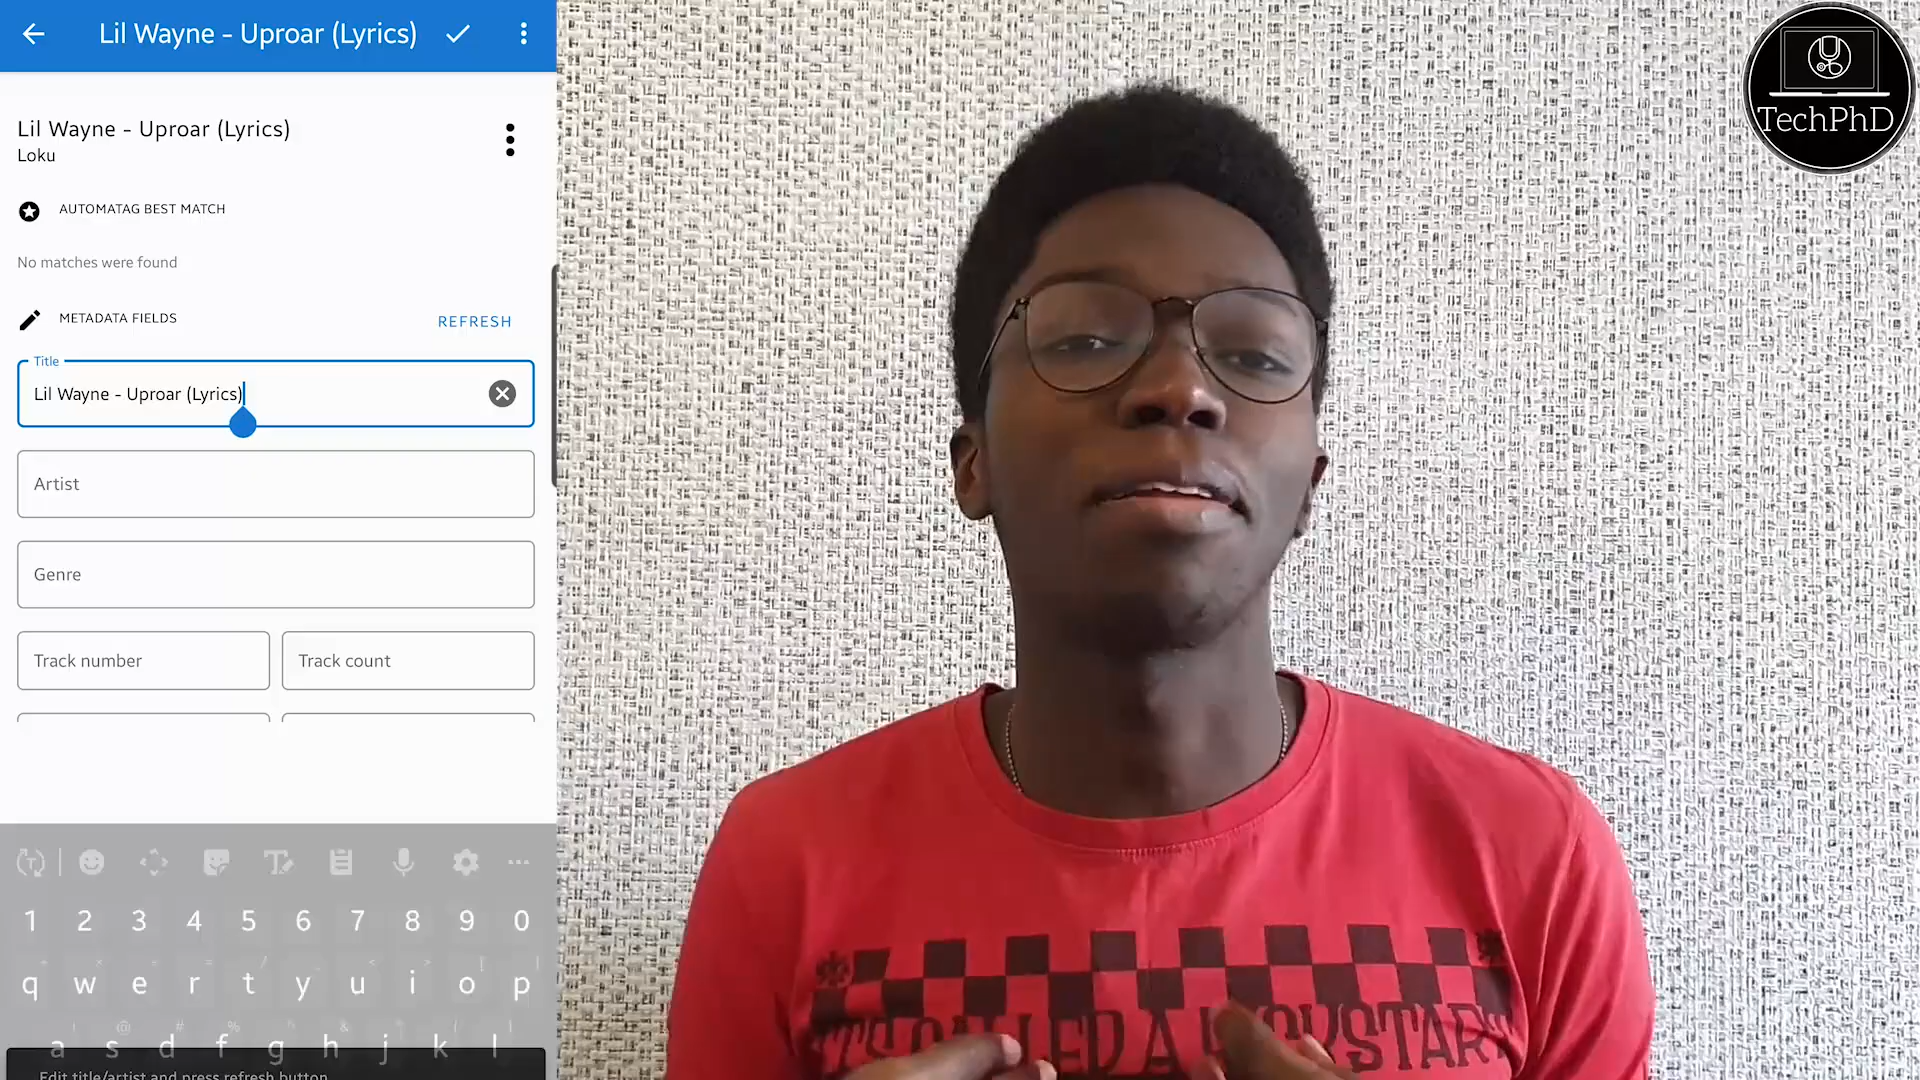 Lil Wayne - Uproar (Lyrics)
Lil Wayne - Uproar (Lyrics)
Loku
AUTOMATAG BEST MATCH
No matches were found
METADATA FIELDS
REFRESH
Title
Lil Wayne - Uproar (Lyrics)
Artist
Genre
Track number
Track count
1 2 3 4 5 6 7 8 9 0
q w e r t y u i o p
a s d f g h j k l
Edit title/artist and press refresh button
TechPhD
CALLED A